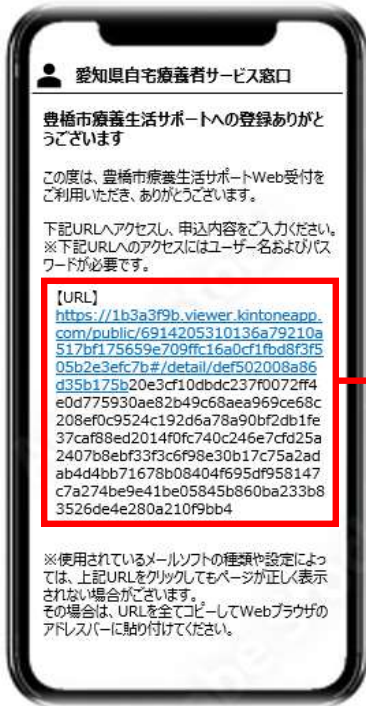 愛知県自宅療養者サービス窓口
豊橋市療養生活サポートへの登録ありがと
うございます
この度は、豊橋市療養生活サポートWeb受付を
ご利用いただき、ありがとうございます。
下記URLへアクセスし、申込内容をご入力ください。
※下記URLへのアクセスにはユーザー名およびパス
ワードが必要です。
【URL】
https://1b3a3f9b.viewer.kintoneapp.
com/public/6914205310136a79210a
517bf175659e709ffc16a0cf1fbd8f3f5
05b2e3efc7b#/detail/def502008a86
d35b175b20e3cf10dbdc237f0072ff4
e0d775930ae82b49c68aea969ce68c
208ef0c9524c192d6a78a90bf2db1fe
37caf88ed2014f0fc740c246e7cfd25a
2407b8ebf33f3c6f98e30b17c75a2ad
ab4d4bb71678b08404f695df958147
c7a274be9e41be05845b860ba233b8
3526de4e280a210f9bb4
※使用されているメールソフトの種類や設定によっ
ては、上記URLをクリックしてもページが正しく表示
されない場合がございます。
その場合は、URLを全てコピーしてWebブラウザの
アドレスバーに貼り付けてください。